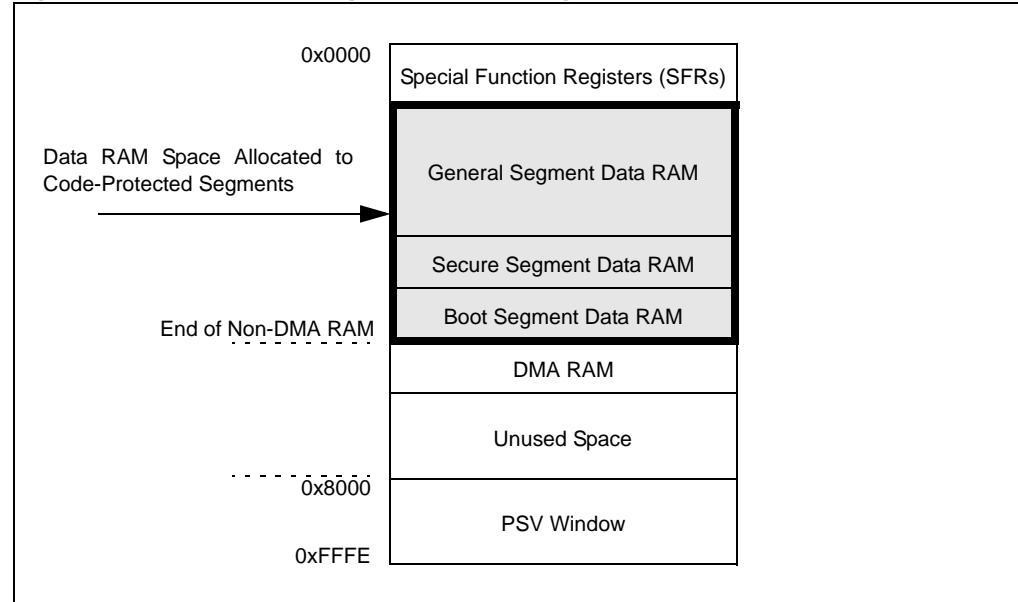 0x0000
Special Function Registers (SFRs)
Data RAM Space Allocated to
Code-Protected Segments
General Segment Data RAM
Secure Segment Data RAM
Boot Segment Data RAM
End of Non-DMA RAM
DMA RAM
Unused Space
0x8000
PSV Window
0xFFFE